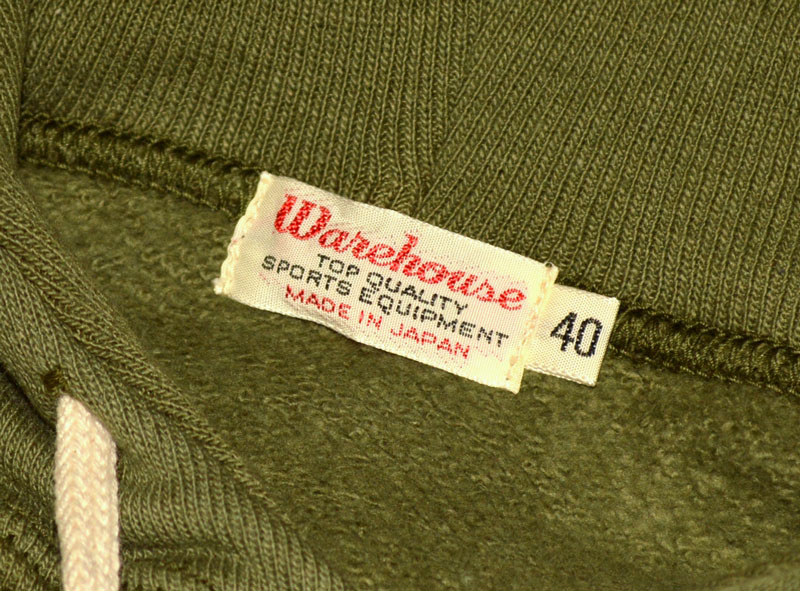 Warehouse
TOP QUALITY
SPORTS EQUIPMENT
MADE IN JAPAN
40